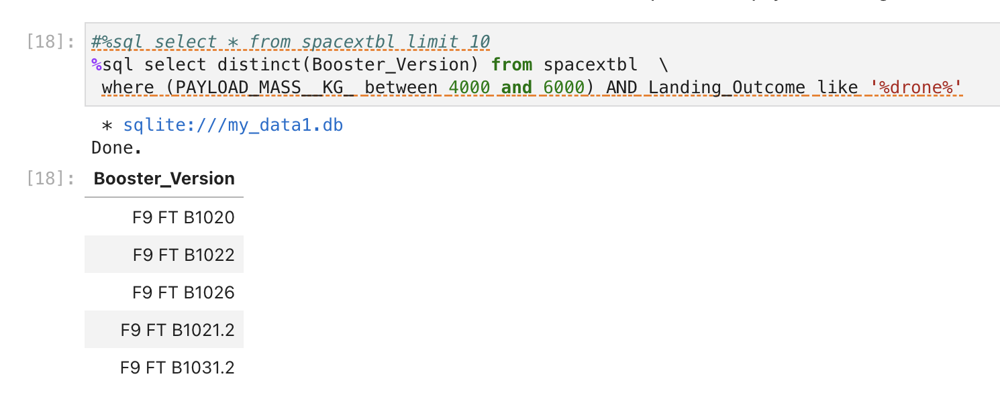 [18]: #%sql select * from spacextbl limit 10
%sql select distinct(Booster_Version) from spacextbl  \
where (PAYLOAD_MASS__KG_ between 4000 and 6000) AND Landing_Outcome like '%drone%'
* sqlite:///my_data1.db
Done.
[18]: Booster_Version
F9 FT B1020
F9 FT B1022
F9 FT B1026
F9 FT B1021.2
F9 FT B1031.2